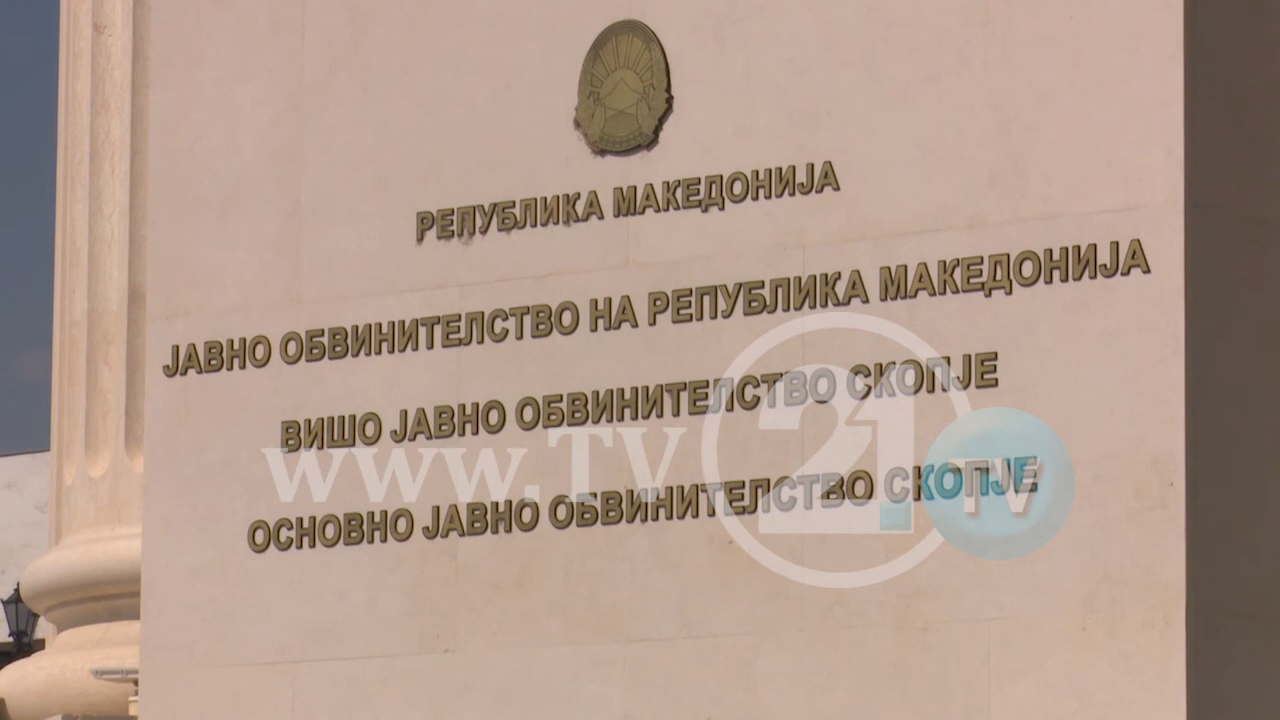 РЕПУБЛИКА МАКЕДОНИЈА
ЈАВНО ОБВИНИТЕЛСТВО НА РЕПУБЛИКА МАКЕДОНИЈА
ВИШО ЈАВНО ОБВИНИТЕЛСТВО СКОПЈЕ
www.TV21
TV
ОСНОВНО ЈАВНО ОБВИНИТЕЛСТВО СКОПЈЕ